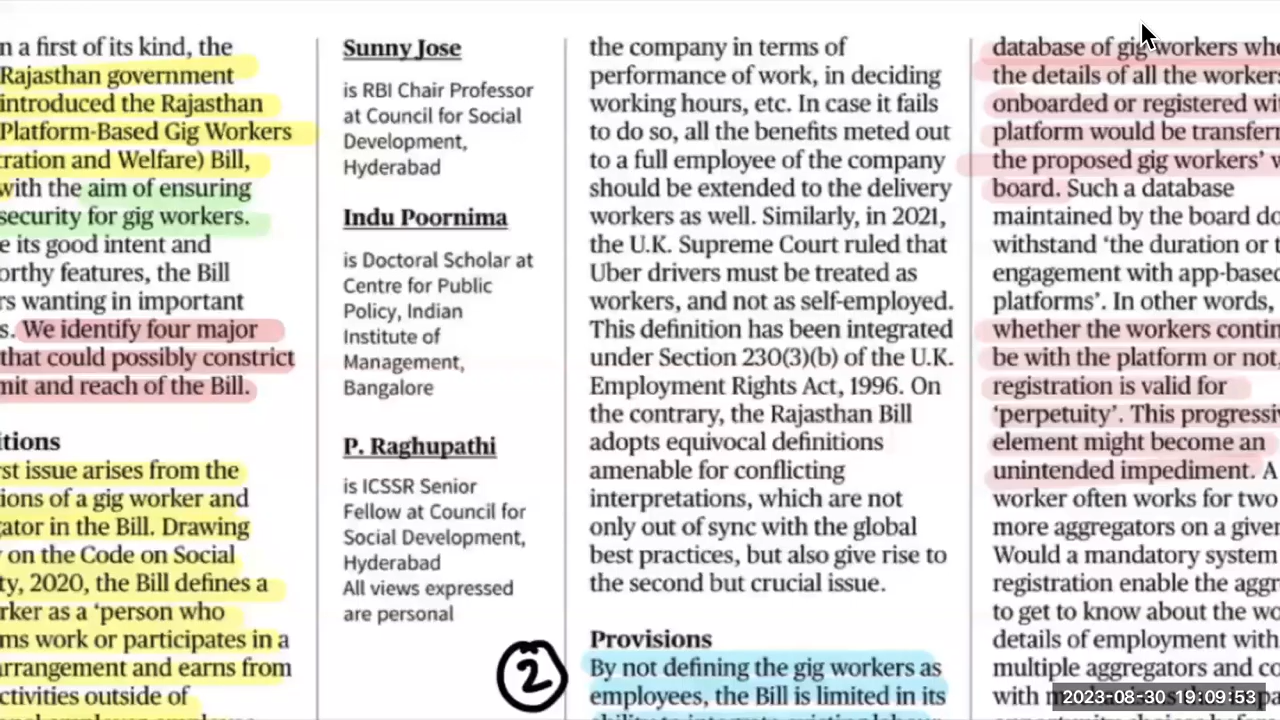 n a first of its kind, the
Rajasthan government
introduced the Rajasthan
Platform-Based Gig Workers
tration and Welfare) Bill,
with the aim of ensuring
security for gig workers.
e its good intent and
orthy features, the Bill
rs wanting in important
s. We identify four major
that could possibly constrict
mit and reach of the Bill.
itions
rst issue arises from the
ions of a gig worker and
gator in the Bill. Drawing
on the Code on Social
ty, 2020, the Bill defines a
rker as a ‘person who
ms work or participates in a
arrangement and earns from
ctivities outside of
Sunny Jose
is RBI Chair Professor
at Council for Social
Development,
Hyderabad
Indu Poornima
is Doctoral Scholar at
Centre for Public
Policy, Indian
Institute of
Management,
Bangalore
P. Raghupathi
is ICSSR Senior
Fellow at Council for
Social Development,
Hyderabad
All views expressed
are personal
2
the company in terms of
performance of work, in deciding
working hours, etc. In case it fails
to do so, all the benefits meted out
to a full employee of the company
should be extended to the delivery
workers as well. Similarly, in 2021,
the U.K. Supreme Court ruled that
Uber drivers must be treated as
workers, and not as self-employed.
This definition has been integrated
under Section 230(3)(b) of the U.K.
Employment Rights Act, 1996. On
the contrary, the Rajasthan Bill
adopts equivocal definitions
amenable for conflicting
interpretations, which are not
only out of sync with the global
best practices, but also give rise to
the second but crucial issue.
Provisions
By not defining the gig workers as
employees, the Bill is limited in its
database of gig workers whe
the details of all the workers
onboarded or registered wit
platform would be transferr
the proposed gig workers’ w
board. Such a database
maintained by the board do
withstand ‘the duration or t
engagement with app-based
platforms’. In other words,
whether the workers contin
be with the platform or not,
registration is valid for
‘perpetuity’. This progressiv
element might become an
unintended impediment. A
worker often works for two
more aggregators on a given
Would a mandatory system
registration enable the aggr
to get to know about the wo
details of employment with
multiple aggregators and co
with
2023-08-30 19:09:53